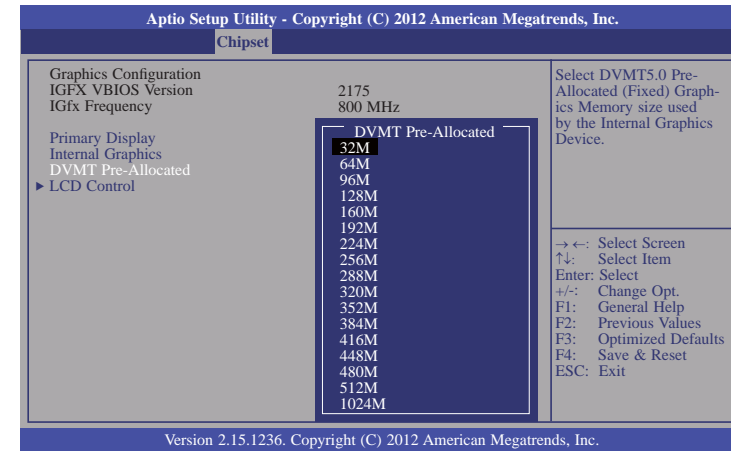 Aptio Setup Utility - Copyright (C) 2012 American Megatrends, Inc.
Chipset
Graphics Configuration
IGFX VBIOS Version 2175
IGfx Frequency 800 MHz
Primary Display
Internal Graphics
DVMT Pre-Allocated
▶ LCD Control
DVMT Pre-Allocated
32M
64M
96M
128M
160M
192M
224M
256M
288M
320M
352M
384M
416M
448M
480M
512M
1024M
Select DVMT5.0 Pre-
Allocated (Fixed) Graph-
ics Memory size used
by the Internal Graphics
Device.
→←: Select Screen
↑↓: Select Item
Enter: Select
+/-: Change Opt.
F1: General Help
F2: Previous Values
F3: Optimized Defaults
F4: Save & Reset
ESC: Exit
Version 2.15.1236. Copyright (C) 2012 American Megatrends, Inc.